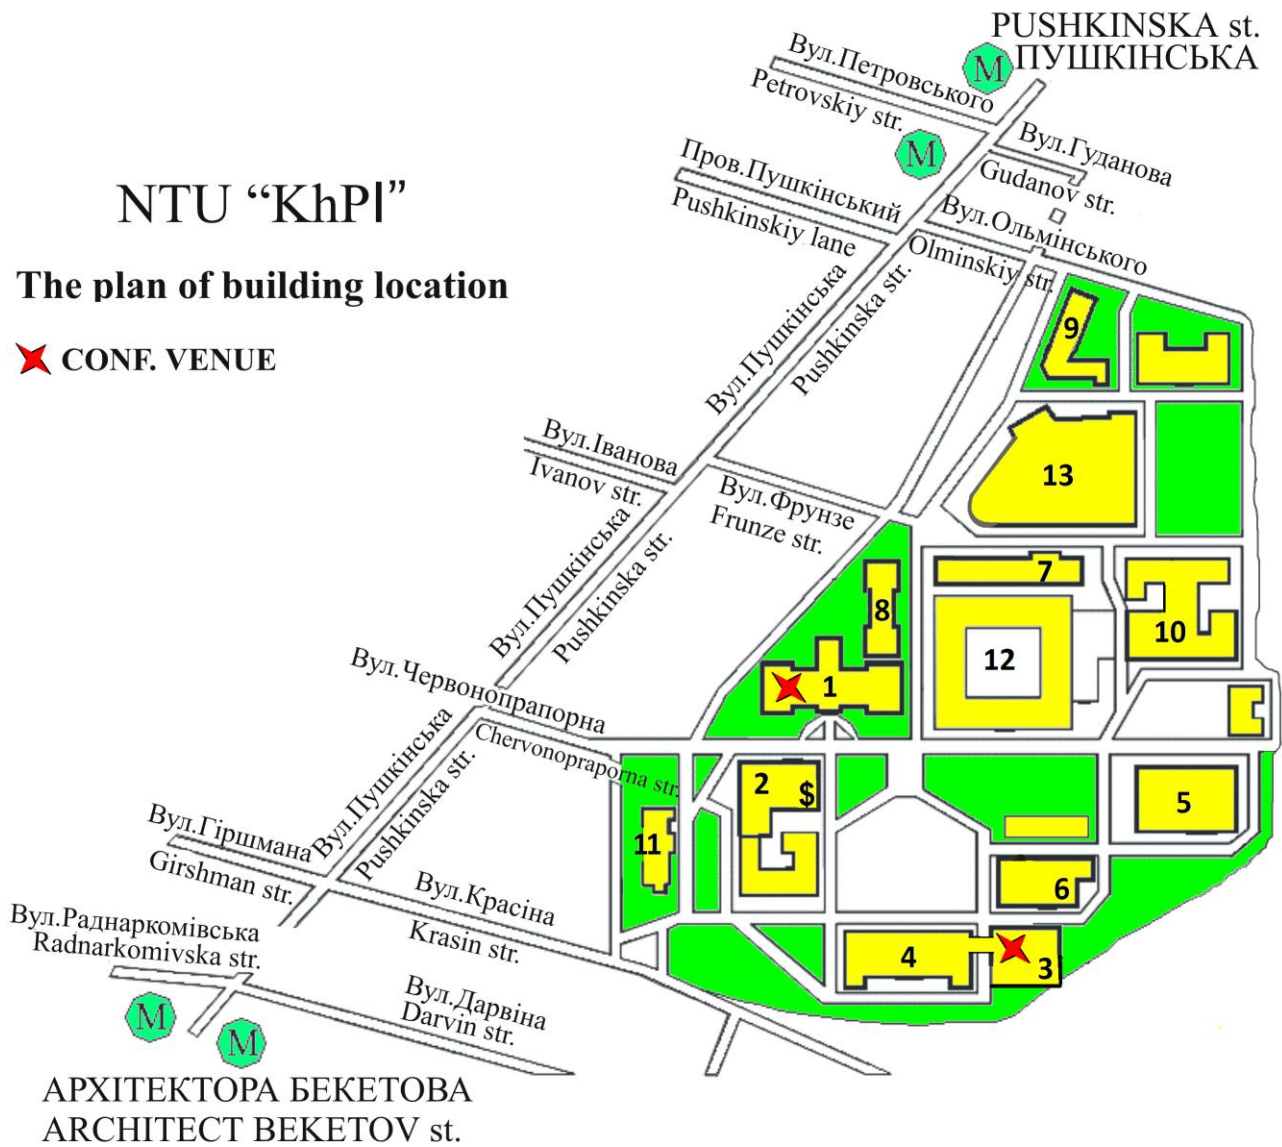 PUSHKINSKA st.
ПУШКІНСЬКА
M
Вул.Петровського
Petrovskiy str.
M
Вул.Гуданова
Gudanov str.
Пров.Пушкінський
Pushkinskiy lane
Вул.Ольмінського
Olminskiy str.
NTU “KhPI”
The plan of building location
CONF. VENUE
Вул.Пушкінська
Pushkinska str.
9
13
Вул.Іванова
Ivanov str.
Вул.Фрунзе
Frunze str.
Вул.Пушкінська
Pushkinska str.
7
8
10
12
1
Вул.Червонопрапорна
Chervonopraporna str.
Вул.Пушкінська
Pushkinska str.
2
$
5
11
6
Вул.Гіршмана
Girshman str.
Вул.Красіна
Krasin str.
4
3
Вул.Раднаркомівська
Radnarkomivska str.
Вул.Дарвіна
Darvin str.
M
M
АРХІТЕКТОРА БЕКЕТОВА
ARCHITECT BEKETOV st.